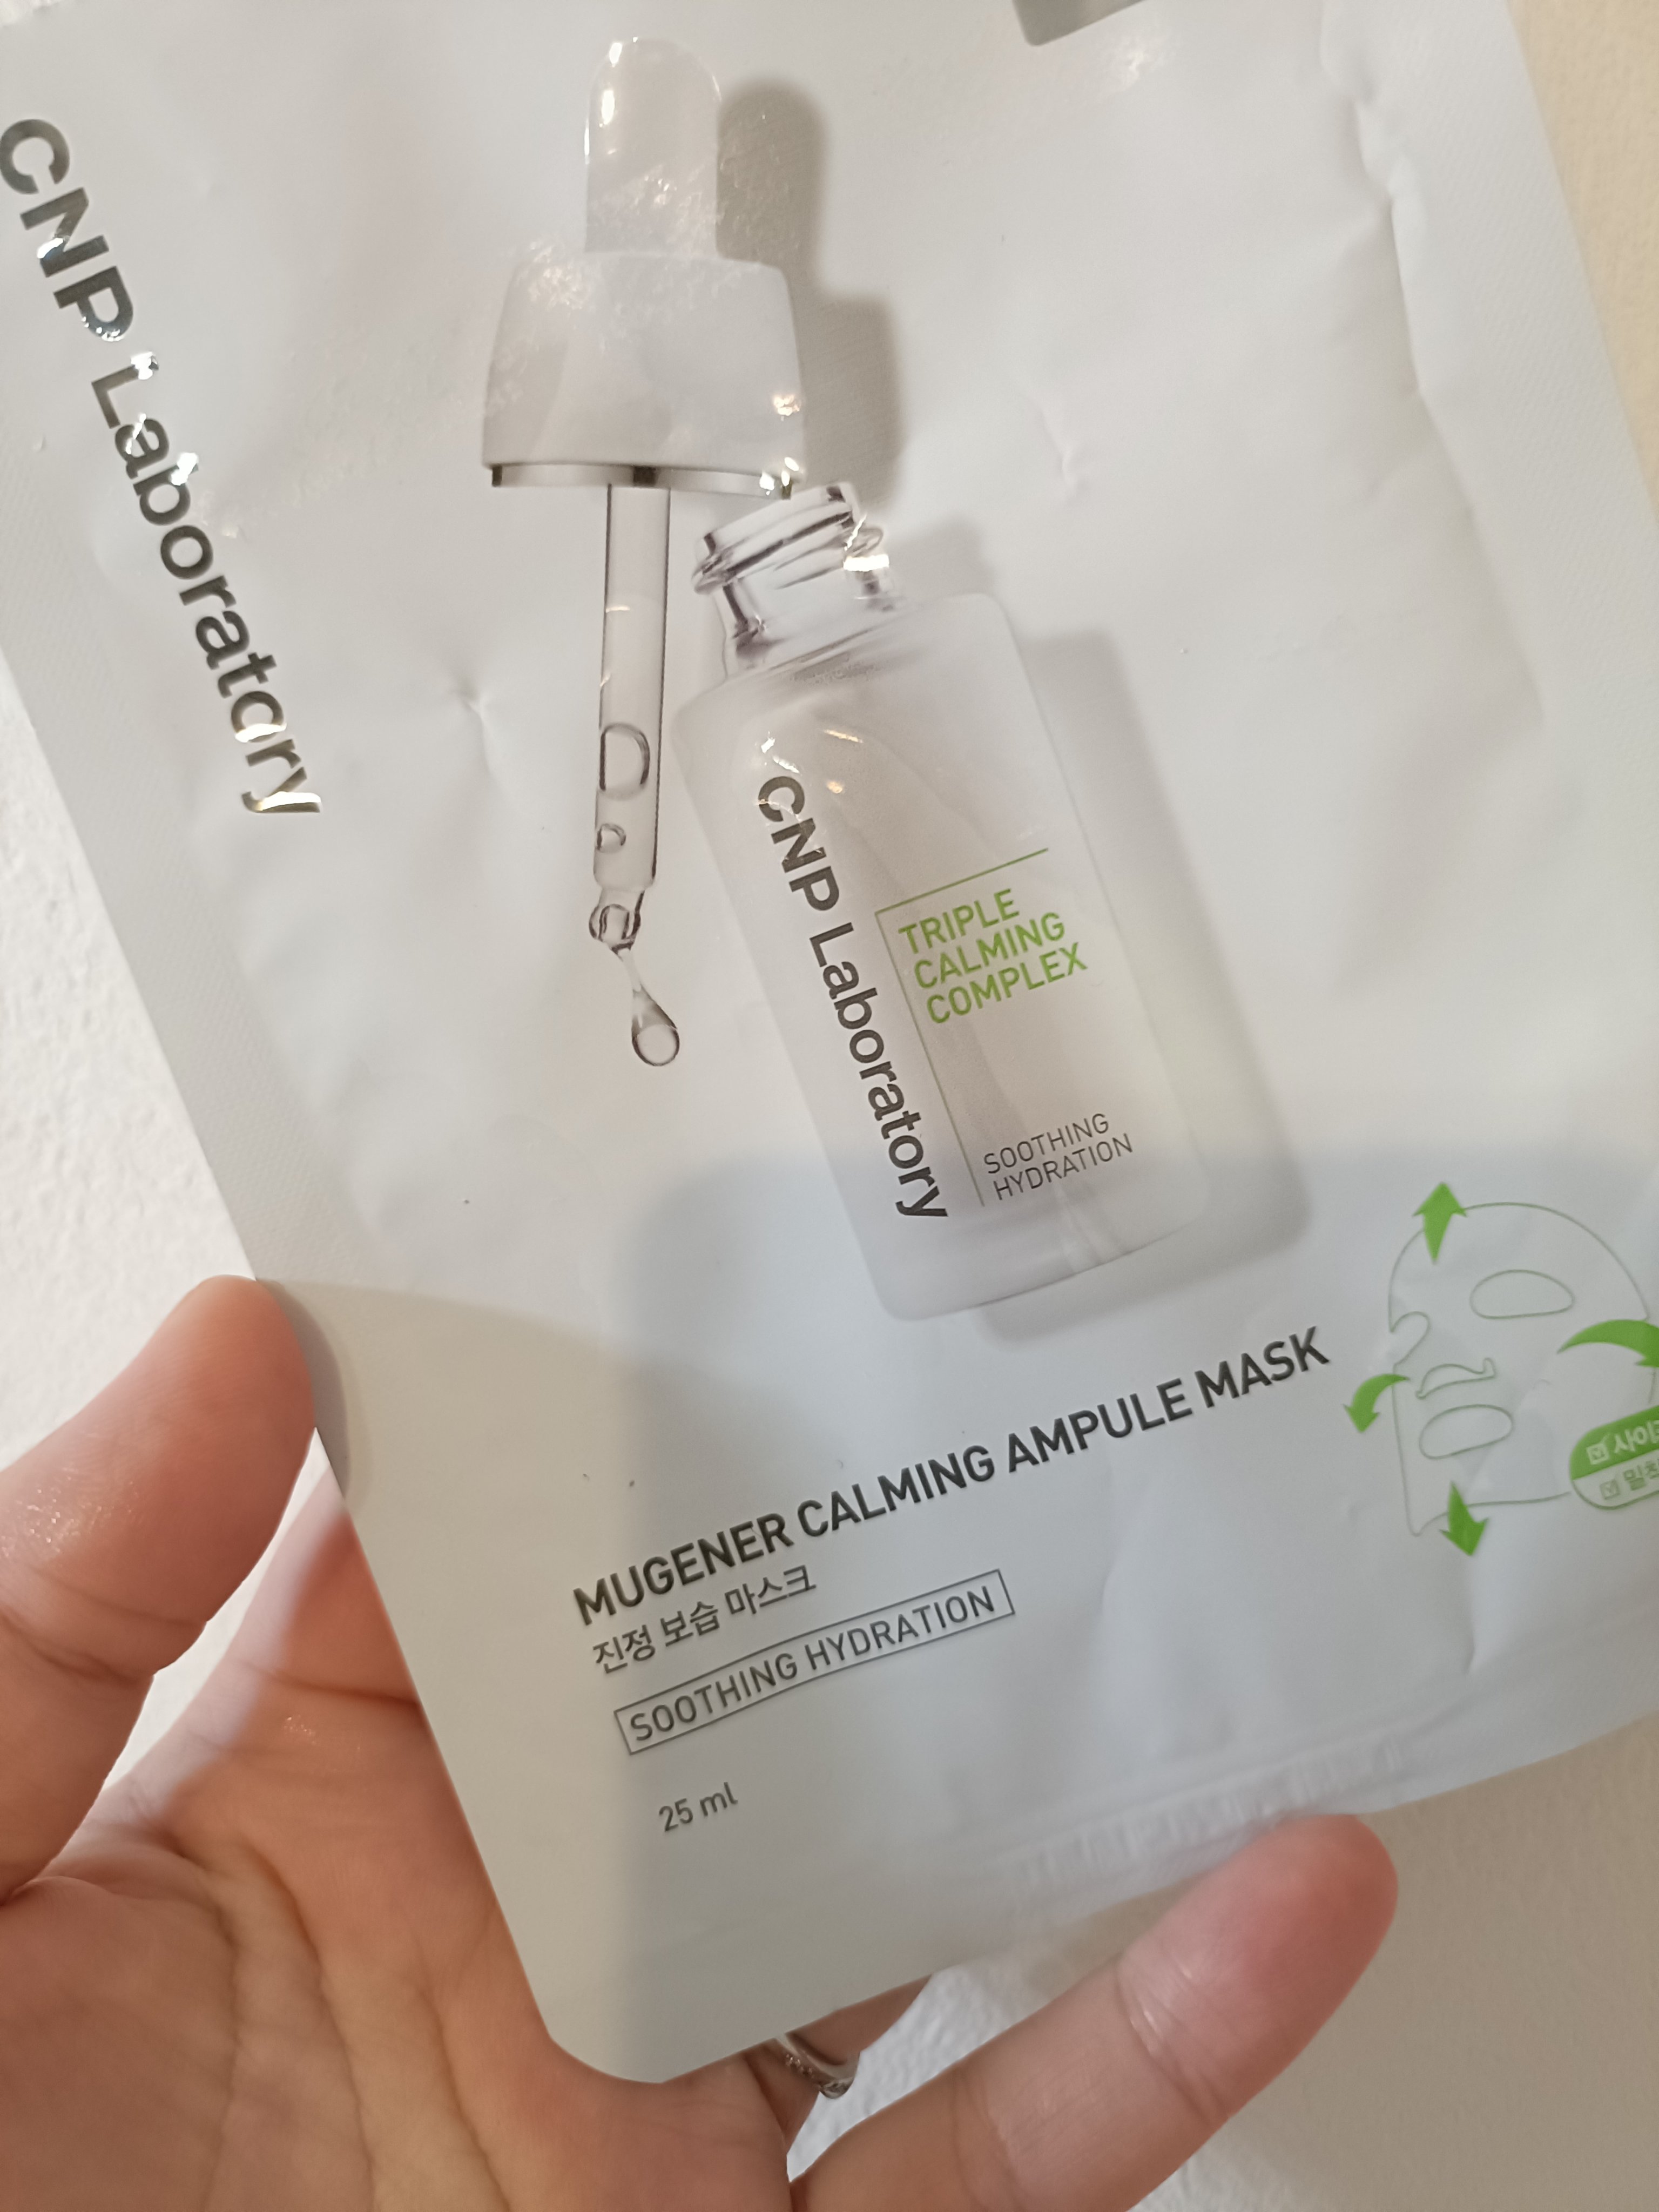 CNP Laboratory
CNP Laboratory
TRIPLE
CALMING
COMPLEX
SOOTHING
HYDRATION
MUGENER CALMING AMPULE MASK
진정 보습 마스크
SOOTHING HYDRATION
25 ml